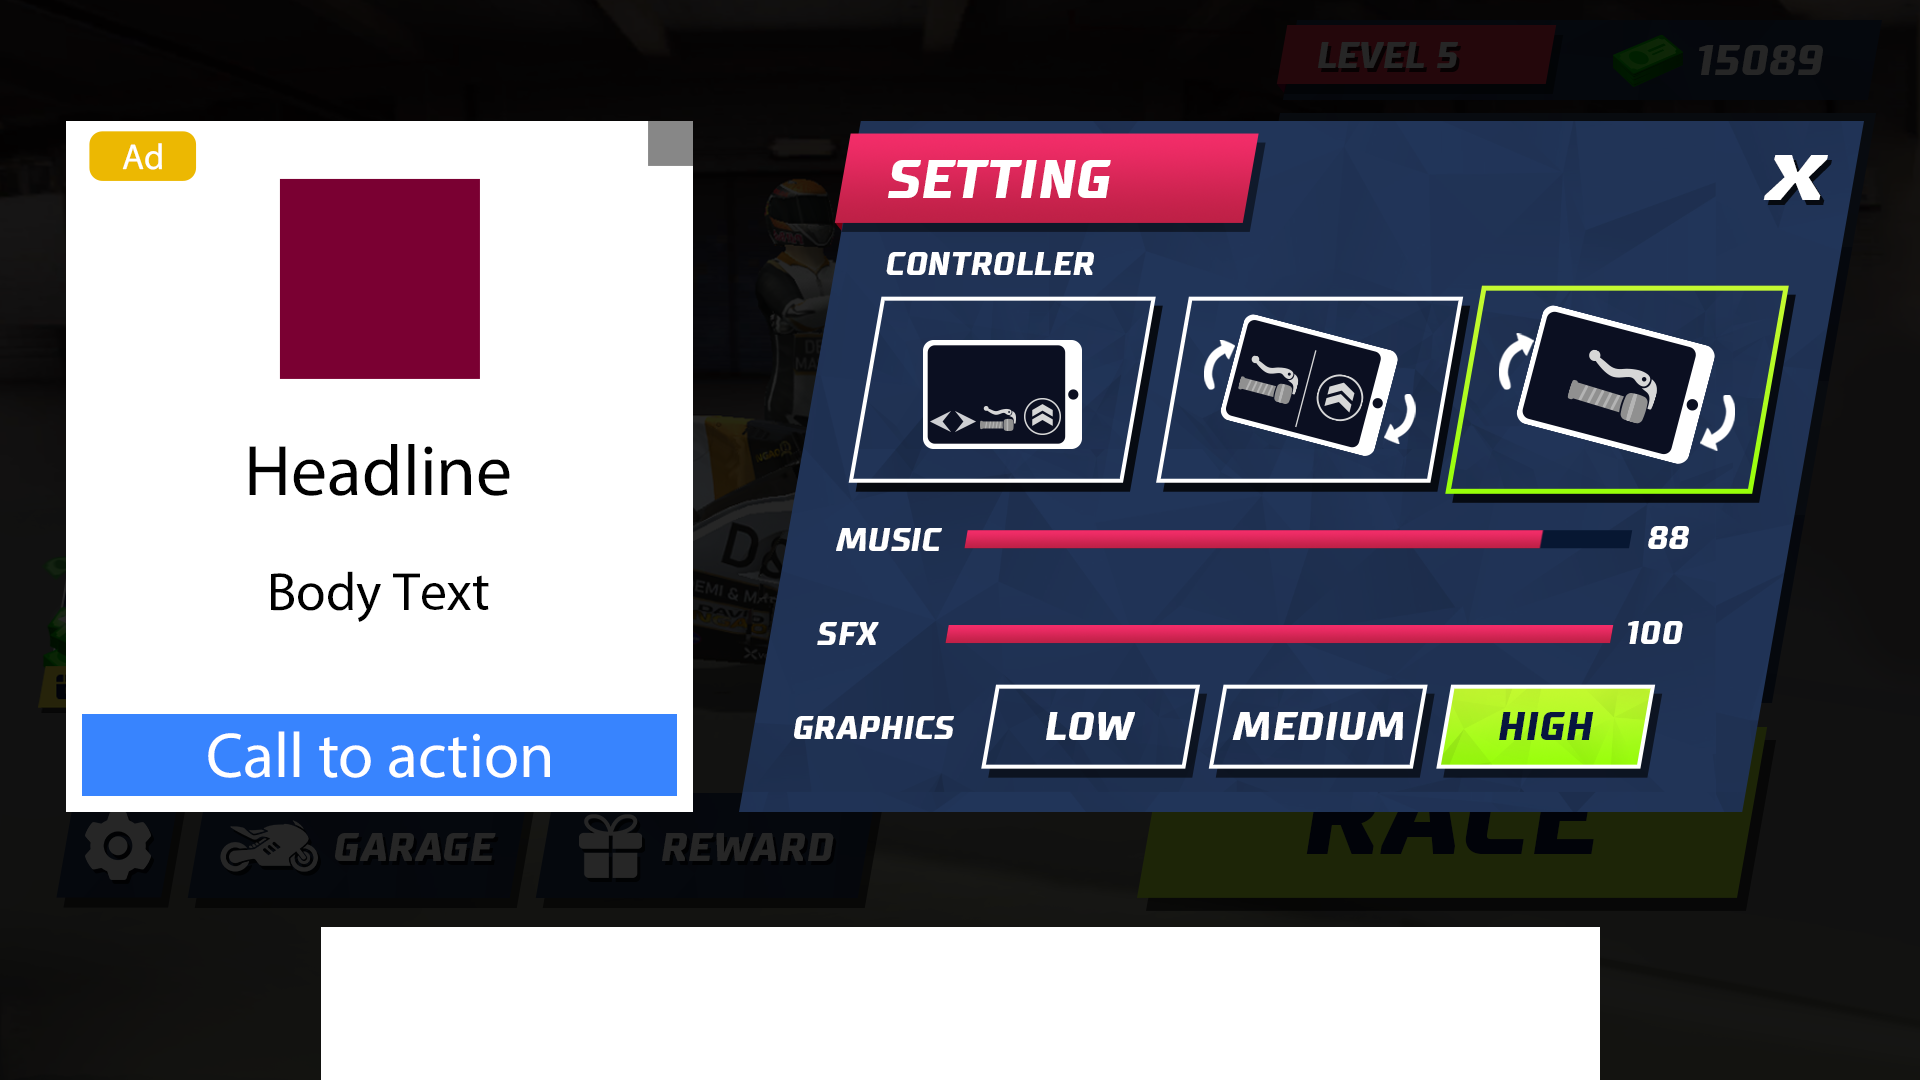 LEVEL 5
15089
Ad
SETTING
X
CONTROLLER
Headline
MUSIC
88
Body Text
SFX
100
GRAPHICS
LOW
MEDIUM
HIGH
Call to action
GARAGE
REWARD
RACE